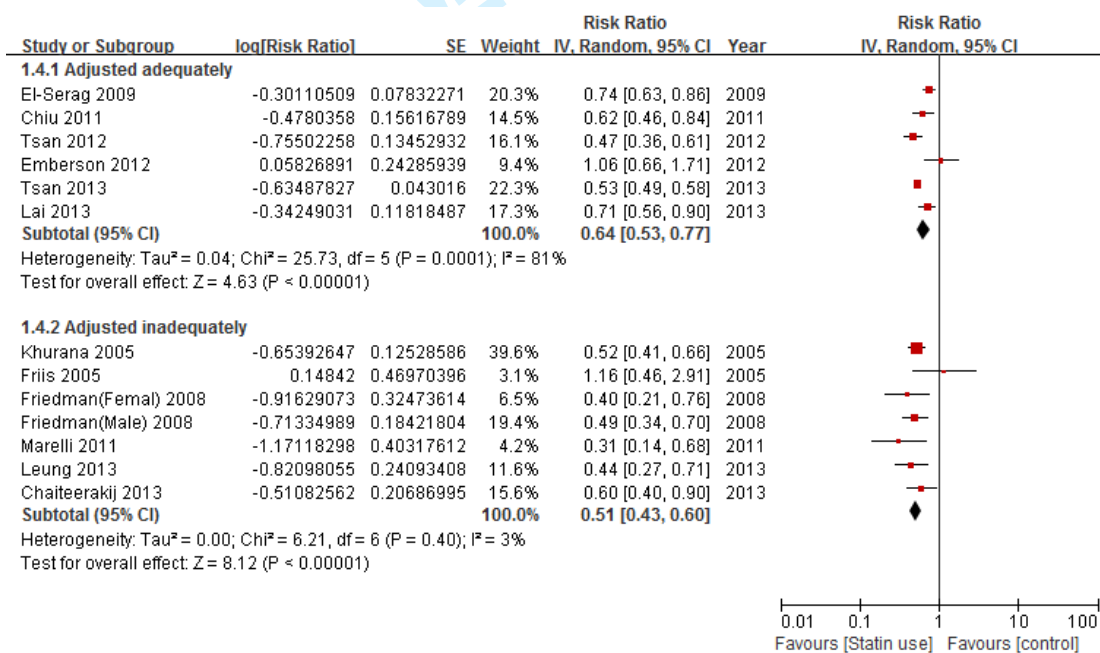 Risk Ratio Risk Ratio
Study or Subgroup log[Risk Ratio] SE Weight IV, Random, 95% CI Year IV, Random, 95% CI
1.4.1 Adjusted adequately
El-Serag 2009 -0.30110509 0.07832271 20.3% 0.74 [0.63, 0.86] 2009
Chiu 2011 -0.4780358 0.15616789 14.5% 0.62 [0.46, 0.84] 2011
Tsan 2012 -0.75502258 0.13452932 16.1% 0.47 [0.36, 0.61] 2012
Emberson 2012 0.05826891 0.24285939 9.4% 1.06 [0.66, 1.71] 2012
Tsan 2013 -0.63487827 0.043016 22.3% 0.53 [0.49, 0.58] 2013
Lai 2013 -0.34249031 0.11818487 17.3% 0.71 [0.56, 0.90] 2013
Subtotal (95% CI) 100.0% 0.64 [0.53, 0.77]
Heterogeneity: Tau² = 0.04; Chi² = 25.73, df = 5 (P = 0.0001); I² = 81%
Test for overall effect: Z = 4.63 (P < 0.00001)
1.4.2 Adjusted inadequately
Khurana 2005 -0.65392647 0.12528586 39.6% 0.52 [0.41, 0.66] 2005
Friis 2005 0.14842 0.46970396 3.1% 1.16 [0.46, 2.91] 2005
Friedman(Femal) 2008 -0.91629073 0.32473614 6.5% 0.40 [0.21, 0.76] 2008
Friedman(Male) 2008 -0.71334989 0.18421804 19.4% 0.49 [0.34, 0.70] 2008
Marelli 2011 -1.17118298 0.40317612 4.2% 0.31 [0.14, 0.68] 2011
Leung 2013 -0.82098055 0.24093408 11.6% 0.44 [0.27, 0.71] 2013
Chaiteerakij 2013 -0.51082562 0.20686995 15.6% 0.60 [0.40, 0.90] 2013
Subtotal (95% CI) 100.0% 0.51 [0.43, 0.60]
Heterogeneity: Tau² = 0.00; Chi² = 6.21, df = 6 (P = 0.40); I² = 3%
Test for overall effect: Z = 8.12 (P < 0.00001)
0.01 0.1 1 10 100
Favours [Statin use] Favours [control]